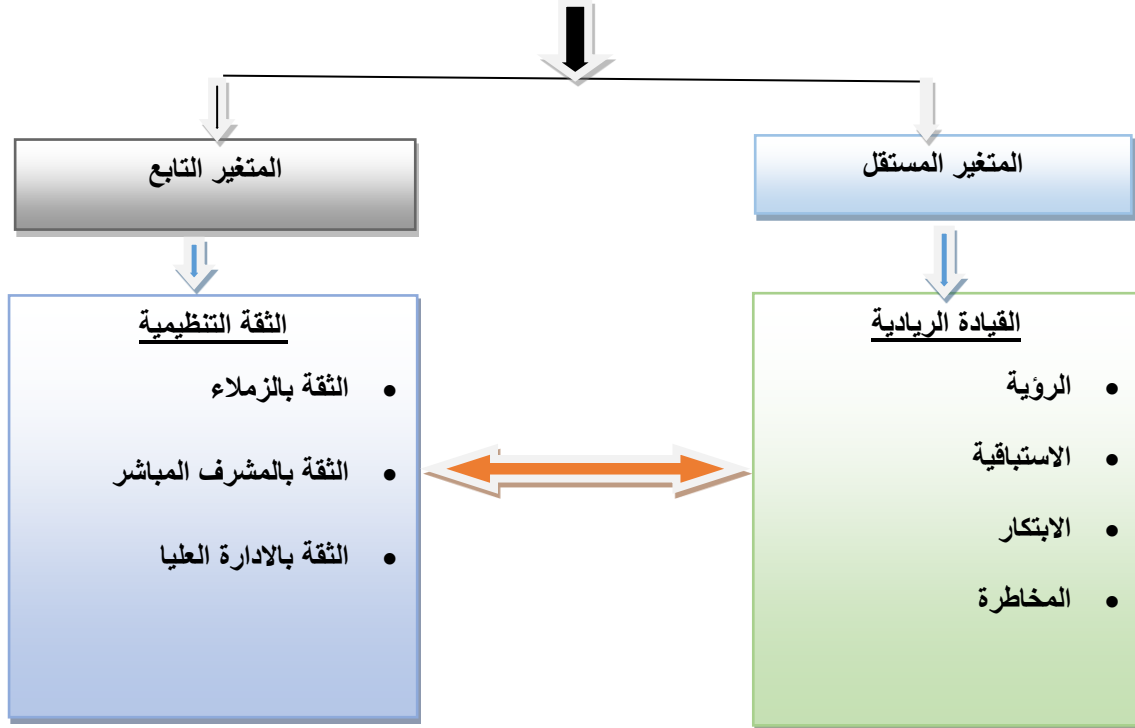 المتغير المستقل
القيادة الريادية
• الرؤية
• الاستباقية
• الابتكار
• المخاطرة
المتغير التابع
الثقة التنظيمية
• الثقة بالزملاء
• الثقة بالمشرف المباشر
• الثقة بالادارة العليا